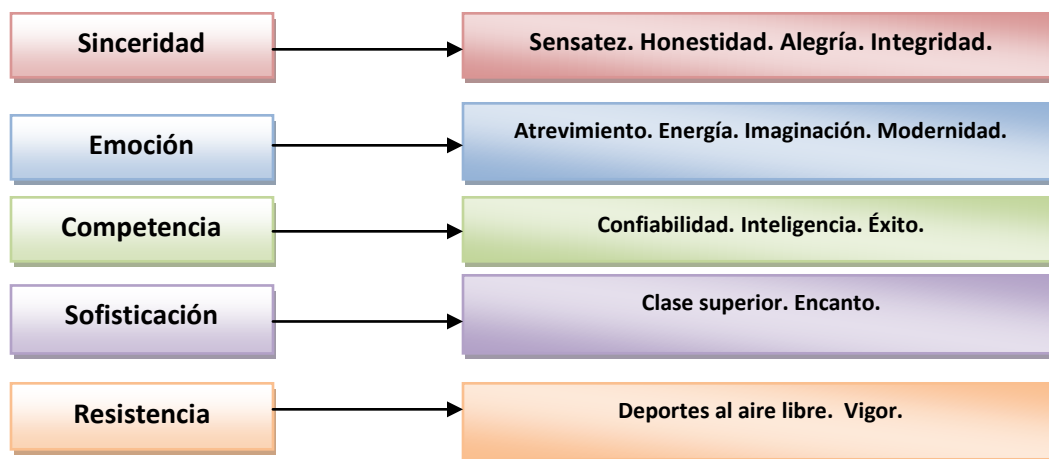 Sinceridad
Sensatez. Honestidad. Alegría. Integridad.
Emoción
Atrevimiento. Energía. Imaginación. Modernidad.
Competencia
Confiabilidad. Inteligencia. Éxito.
Sofisticación
Clase superior. Encanto.
Resistencia
Deportes al aire libre. Vigor.